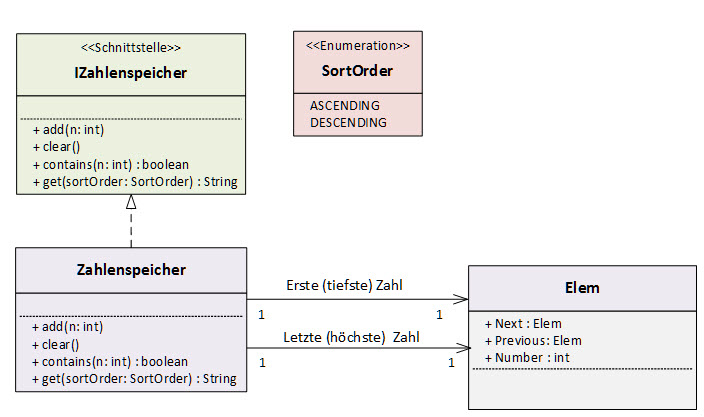 <<Schnittstelle>>
IZahlenspeicher
+ add(n: int)
+ clear()
+ contains(n: int) : boolean
+ get(sortOrder: SortOrder) : String
<<Enumeration>>
SortOrder
ASCENDING
DESCENDING
Zahlenspeicher
+ add(n: int)
+ clear()
+ contains(n: int) : boolean
+ get(sortOrder: SortOrder) : String
Erste (tiefste) Zahl
1 1
Letzte (höchste) Zahl
1 1
Elem
+ Next : Elem
+ Previous: Elem
+ Number : int